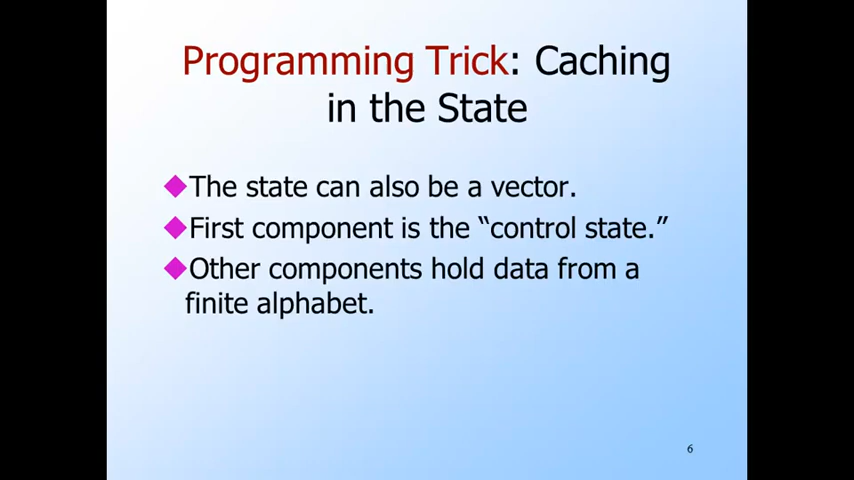 Programming Trick: Caching
in the State
The state can also be a vector.
First component is the “control state.”
Other components hold data from a
finite alphabet.
6